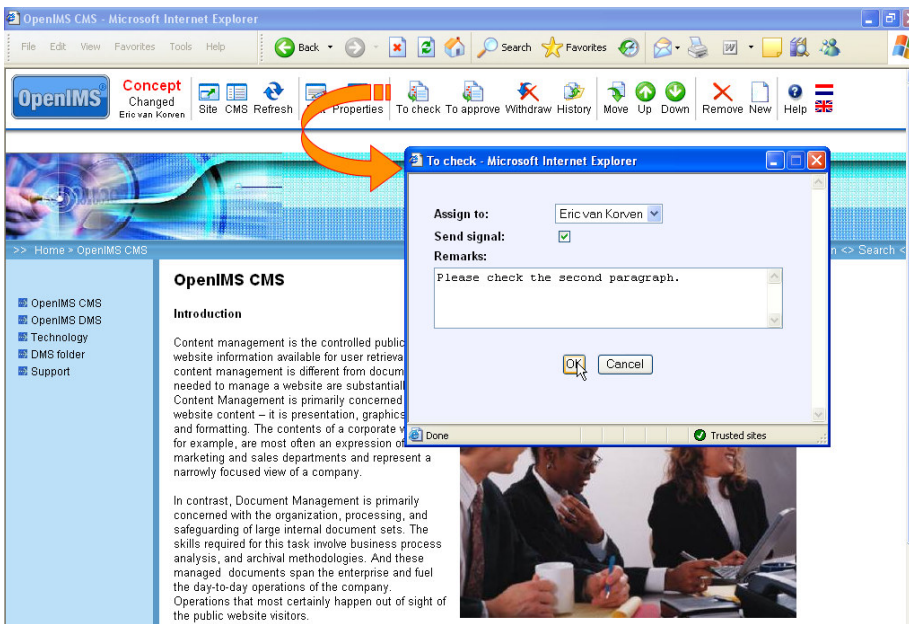 OpenIMS CMS - Microsoft Internet Explorer
File Edit View Favorites Tools Help
Back Search Favorites
OpenIMS
Concept
Changed
Eric van Korven
Site CMS Refresh Properties To check To approve Withdraw History Move Up Down Remove New Help
To check - Microsoft Internet Explorer
Assign to: Eric van Korven
Send signal:
Remarks:
Please check the second paragraph.
OK Cancel
Done Trusted sites
>> Home > OpenIMS CMS
<> Search <
OpenIMS CMS
OpenIMS DMS
Technology
DMS folder
Support
OpenIMS CMS
Introduction
Content management is the controlled public
website information available for user retrieva
content management is different from docum
needed to manage a website are substantiall
Content Management is primarily concerned
website content – it is presentation, graphics
and formatting. The contents of a corporate w
for example, are most often an expression of
marketing and sales departments and represent a
narrowly focused view of a company.
In contrast, Document Management is primarily
concerned with the organization, processing, and
safeguarding of large internal document sets. The
skills required for this task involve business process
analysis, and archival methodologies. And these
managed documents span the enterprise and fuel
the day-to-day operations of the company.
Operations that most certainly happen out of sight of
the public website visitors.